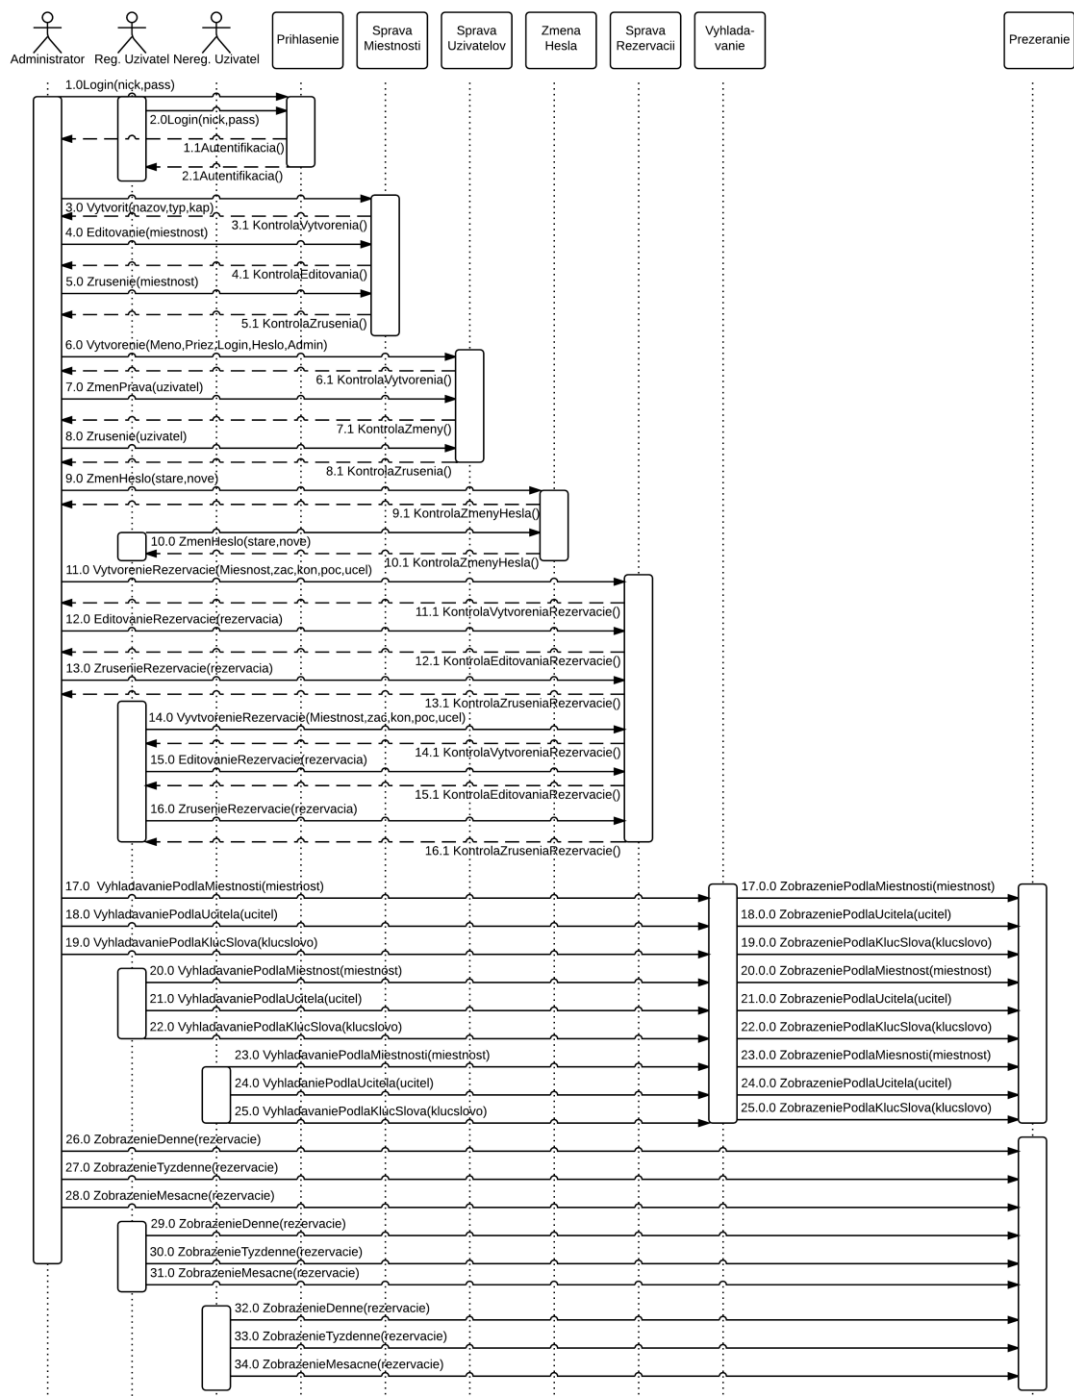 Administrator
Reg. Uzivatel
Nereg. Uzivatel
Prihlasenie
Sprava
Miestnosti
Sprava
Uzivatelov
Zmena
Hesla
Sprava
Rezervacii
Vyhlada-
vanie
Prezeranie
1.0Login(nick,pass)
2.0Login(nick,pass)
1.1Autentifikacia()
2.1Autentifikacia()
3.0 Vytvorit(nazov,typ,kap)
3.1 KontrolaVytvorenia()
4.0 Editovanie(miestnost)
4.1 KontrolaEditovania()
5.0 Zrusenie(miestnost)
5.1 KontrolaZrusenia()
6.0 Vytvorenie(Meno,Priez,Login,Heslo,Admin)
6.1 KontrolaVytvorenia()
7.0 ZmenPrava(uzivatel)
7.1 KontrolaZmeny()
8.0 Zrusenie(uzivatel)
8.1 KontrolaZrusenia()
9.0 ZmenHeslo(stare,nove)
9.1 KontrolaZmenyHesla()
10.0 ZmenHeslo(stare,nove)
10.1 KontrolaZmenyHesla()
11.0 VytvorenieRezervacie(Miesnost,zac,kon,poc,ucel)
11.1 KontrolaVytvoreniaRezervacie()
12.0 EditovanieRezervacie(rezervacia)
12.1 KontrolaEditovaniaRezervacie()
13.0 ZrusenieRezervacie(rezervacia)
13.1 KontrolaZruseniaRezervacie()
14.0 VyvtvorenieRezervacie(Miestnost,zac,kon,poc,ucel)
14.1 KontrolaVytvoreniaRezervacie()
15.0 EditovanieRezervacie(rezervacia)
15.1 KontrolaEditovaniaRezervacie()
16.0 ZrusenieRezervacie(rezervacia)
16.1 KontrolaZruseniaRezervacie()
17.0 VyhladavaniePodlaMiestnosti(miestnost)
17.0.0 ZobrazeniePodlaMiestnosti(miestnost)
18.0 VyhladavaniePodlaUcitela(ucitel)
18.0.0 ZobrazeniePodlaUcitela(ucitel)
19.0 VyhladavaniePodlaKlucSlova(klucslovo)
19.0.0 ZobrazeniePodlaKlucSlova(klucslovo)
20.0 VyhladavaniePodlaMiestnost(miestnost)
20.0.0 ZobrazeniePodlaMiestnost(miestnost)
21.0 VyhladavaniePodlaUcitela(ucitel)
21.0.0 ZobrazeniePodlaUcitela(ucitel)
22.0 VyhladavaniePodlaKlucSlova(klucslovo)
22.0.0 ZobrazeniePodlaKlucSlova(klucslovo)
23.0 VyhladavaniePodlaMiestnosti(miestnost)
23.0.0 ZobrazeniePodlaMiesnosti(miestnost)
24.0 VyhladaniePodlaUcitela(ucitel)
24.0.0 ZobrazeniePodlaUcitela(ucitel)
25.0 VyhladavaniePodlaKlucSlova(klucslovo)
25.0.0 ZobrazeniePodlaKlucSlova(klucslovo)
26.0 ZobrazenieDenne(rezervacie)
27.0 ZobrazenieTyzdenne(rezervacie)
28.0 ZobrazenieMesacne(rezervacie)
29.0 ZobrazenieDenne(rezervacie)
30.0 ZobrazenieTyzdenne(rezervacie)
31.0 ZobrazenieMesacne(rezervacie)
32.0 ZobrazenieDenne(rezervacie)
33.0 ZobrazenieTyzdenne(rezervacie)
34.0 ZobrazenieMesacne(rezervacie)